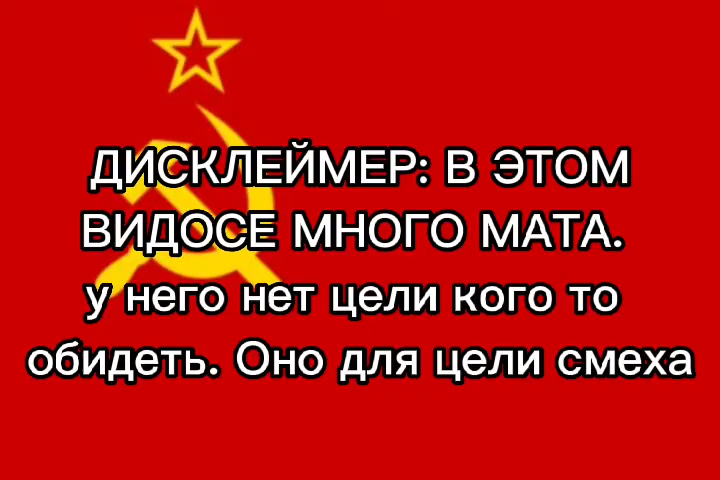 ДИСКЛЕЙМЕР: В ЭТОМ
ВИДОСЕ МНОГО МАТА.
у него нет цели кого то
обидеть. Оно для цели смеха